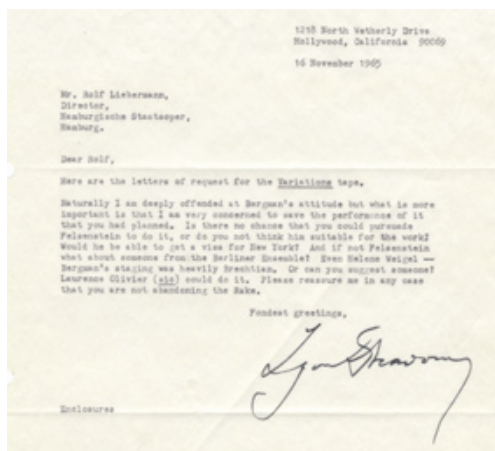 1218 North Wetherly Drive
Hollywood, California 90069
16 November 1965
Mr. Rolf Liebermann,
Director,
Hamburgische Staatsoper,
Hamburg.
Dear Rolf,
Here are the letters of request for the Variations tape.
Naturally I am deeply offended at Bergman's attitude but what is more
important is that I am very concerned to save the performance of it
that you had planned. Is there no chance that you could pursuade
Felsenstein to do it, or do you not think him suitable for the work?
Would he be able to get a visa for New York? And if not Felsenstein
what about someone from the Berliner Ensemble? Even Helene Weigel —
Bergman's staging was heavily Brechtian. Or can you suggest someone?
Laurence Olivier (sic) could do it. Please reassure me in any case
that you are not abandoning the Rake.
Fondest greetings,
Igor Stravinsky
Enclosures